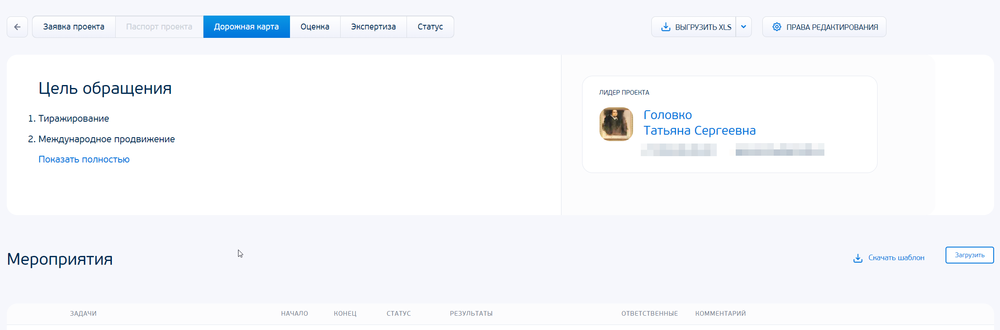 Заявка проекта
Паспорт проекта
Дорожная карта
Оценка
Экспертиза
Статус
ВЫГРУЗИТЬ XLS
ПРАВА РЕДАКТИРОВАНИЯ
Цель обращения
1. Тиражирование
2. Международное продвижение
Показать полностью
ЛИДЕР ПРОЕКТА
Головко
Татьяна Сергеевна
Мероприятия
Скачать шаблон
Загрузить
ЗАДАЧИ
НАЧАЛО
КОНЕЦ
СТАТУС
РЕЗУЛЬТАТЫ
ОТВЕТСТВЕННЫЕ
КОММЕНТАРИЙ